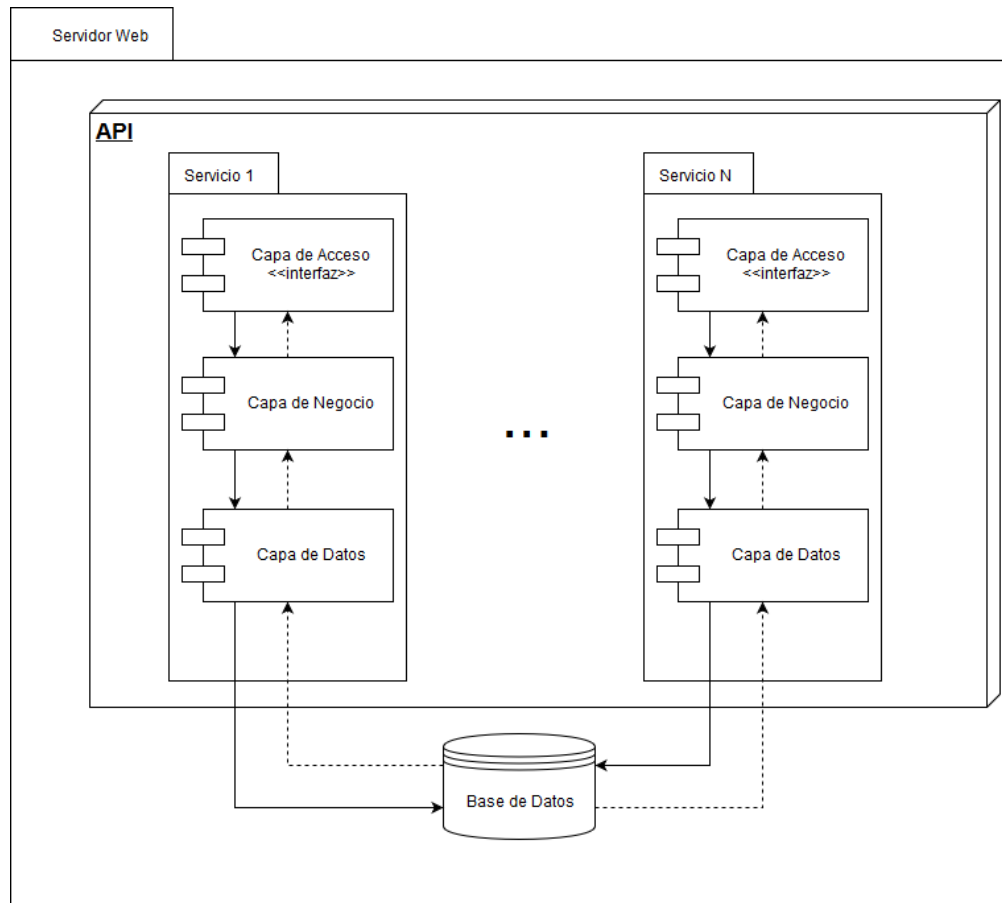 Servidor Web
API
Servicio 1
Servicio N
Capa de Acceso
<<interfaz>>
Capa de Acceso
<<interfaz>>
Capa de Negocio
Capa de Negocio
...
Capa de Datos
Capa de Datos
Base de Datos